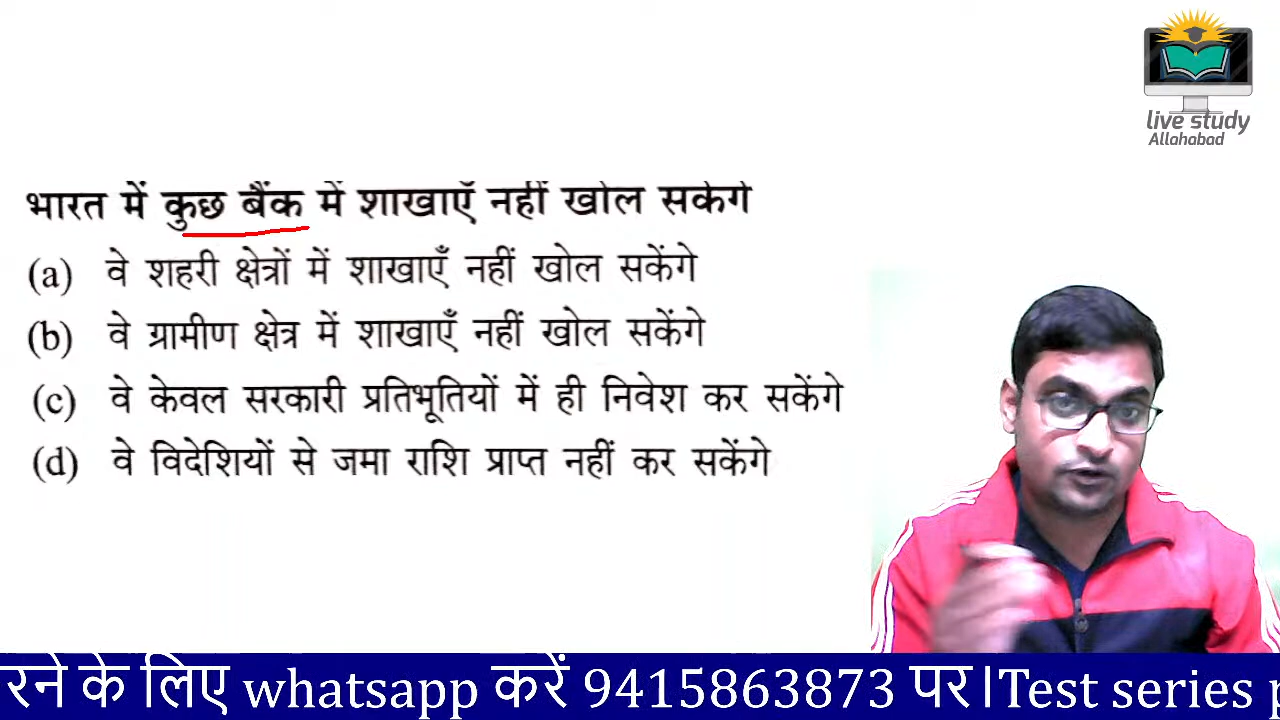 live study
Allahabad
भारत में कुछ बैंक में शाखाएँ नहीं खोल सकेगे
(a) वे शहरी क्षेत्रों में शाखाएँ नहीं खोल सकेंगे
(b) वे ग्रामीण क्षेत्र में शाखाएँ नहीं खोल सकेंगे
(c) वे केवल सरकारी प्रतिभूतियों में ही निवेश कर सकेंगे
(d) वे विदेशियों से जमा राशि प्राप्त नहीं कर सकेंगे
रने के लिए whatsapp करें 9415863873 पर।Test series p